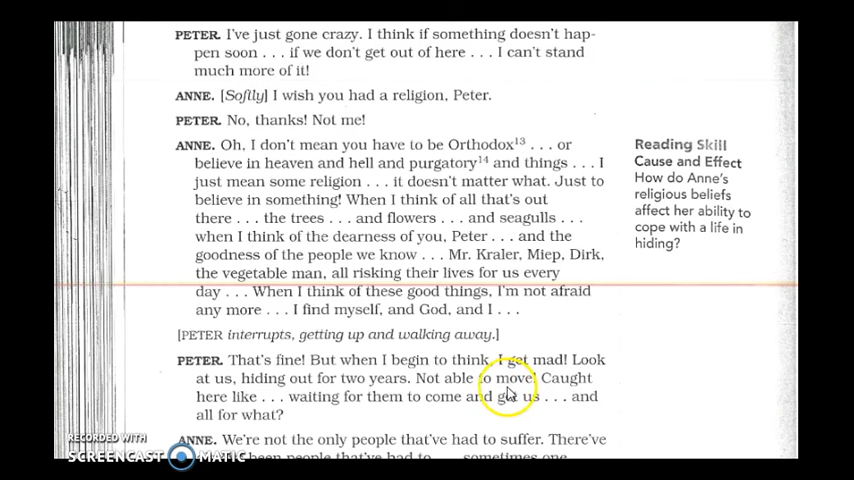 PETER. I've just gone crazy. I think if something doesn't hap-
pen soon . . . if we don't get out of here . . . I can't stand
much more of it!
ANNE. [Softly] I wish you had a religion, Peter.
PETER. No, thanks! Not me!
ANNE. Oh, I don't mean you have to be Orthodox13 . . . or
believe in heaven and hell and purgatory14 and things . . . I
just mean some religion . . . it doesn't matter what. Just to
believe in something! When I think of all that's out
there . . . the trees . . . and flowers . . . and seagulls . . .
when I think of the dearness of you, Peter . . . and the
goodness of the people we know . . . Mr. Kraler, Miep, Dirk,
the vegetable man, all risking their lives for us every
day . . . When I think of these good things, I'm not afraid
any more . . . I find myself, and God, and I . . .
[PETER interrupts, getting up and walking away.]
PETER. That's fine! But when I begin to think, I get mad! Look
at us, hiding out for two years. Not able to move! Caught
here like . . . waiting for them to come and get us . . . and
all for what?
ANNE. We're not the only people that've had to suffer. There've
been people that've had to sometimes one
Reading Skill
Cause and Effect
How do Anne's
religious beliefs
affect her ability to
cope with a life in
hiding?
RECORDED WITH
SCREENCAST MATIC